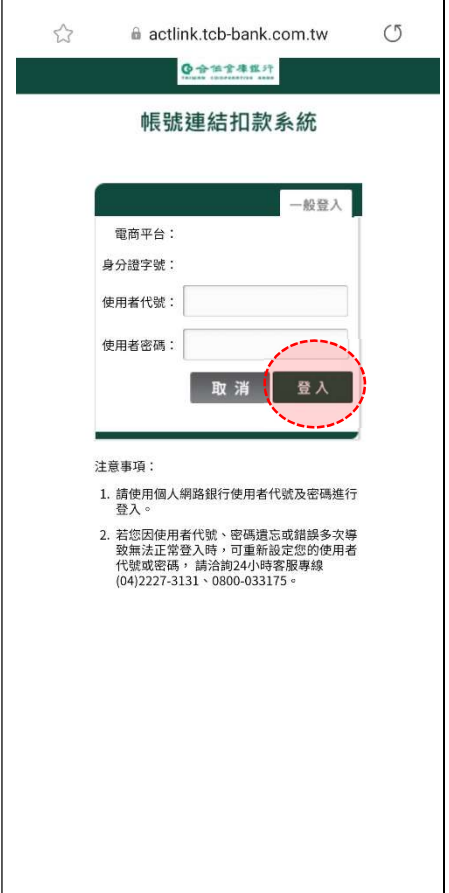 actlink.tcb-bank.com.tw
合作金庫銀行
TAIWAN COOPERATIVE BANK
帳號連結扣款系統
一般登入
電商平台：
身分證字號：
使用者代號：
使用者密碼：
取 消
登 入
注意事項：
1. 請使用個人網路銀行使用者代號及密碼進行
登入。
2. 若您因使用者代號、密碼遺忘或錯誤多次導
致無法正常登入時，可重新設定您的使用者
代號或密碼， 請洽詢24小時客服專線
(04)2227-3131、0800-033175。